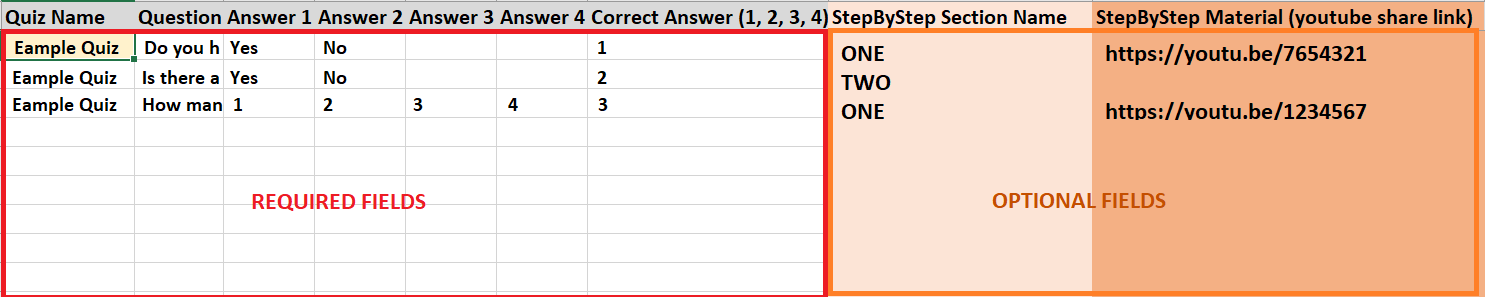 Quiz Name Question Answer 1 Answer 2 Answer 3 Answer 4 Correct Answer (1, 2, 3, 4) StepByStep Section Name StepByStep Material (youtube share link)
Eample Quiz Do you h Yes No 1 ONE https://youtu.be/7654321
Eample Quiz Is there a Yes No 2 TWO
Eample Quiz How man 1 2 3 4 3 ONE https://youtu.be/1234567
REQUIRED FIELDS OPTIONAL FIELDS